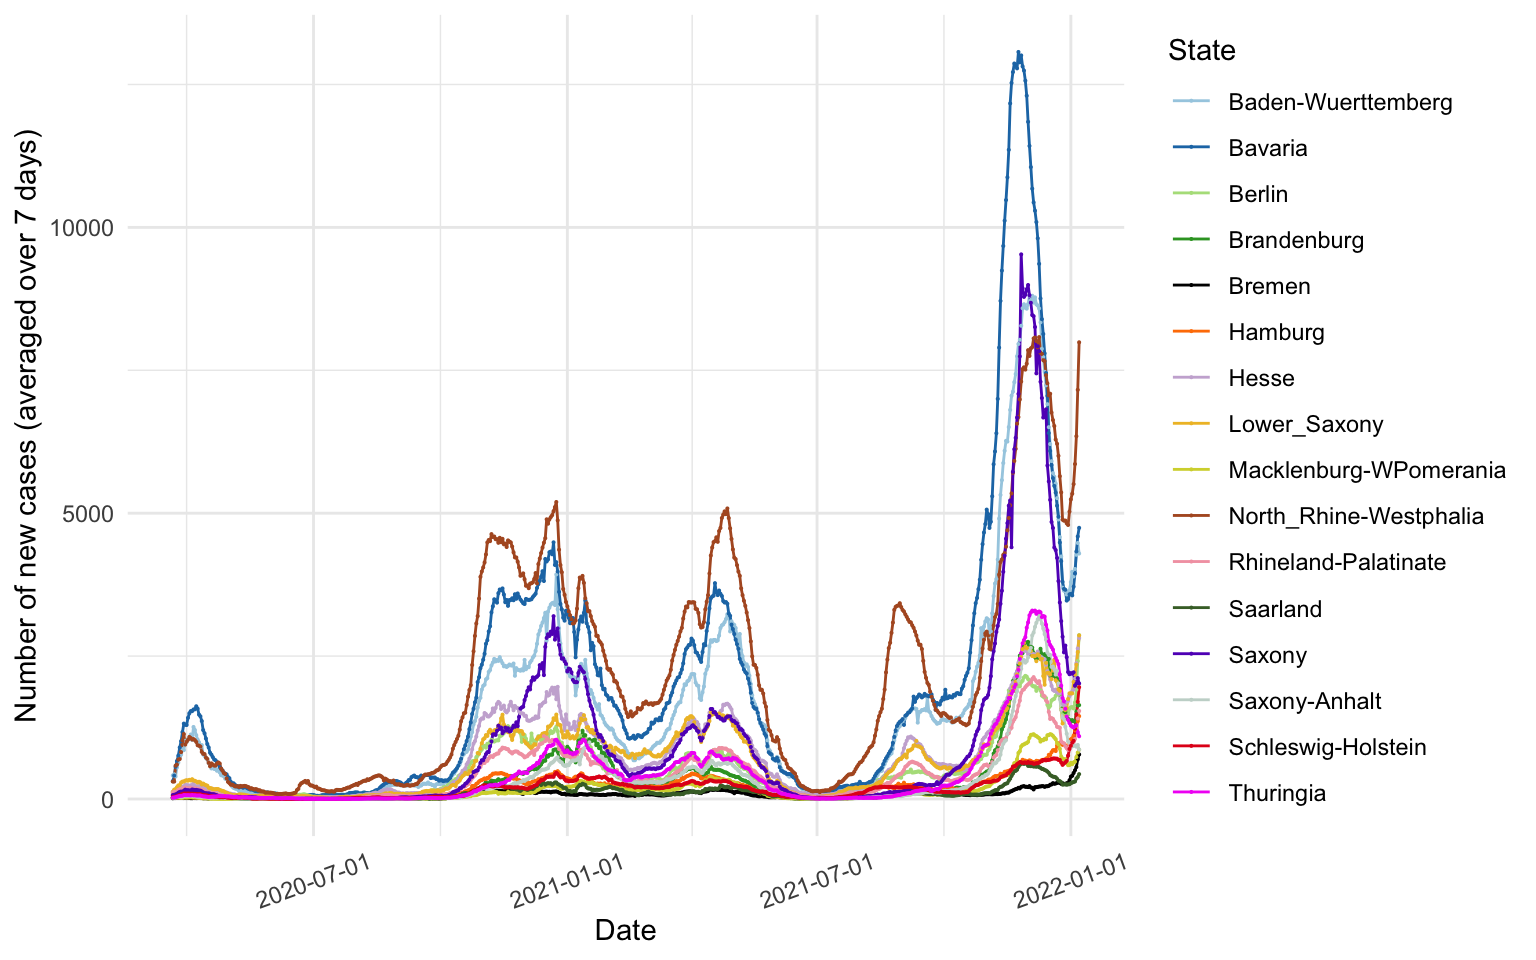 Number of new cases (averaged over 7 days)
10000
5000
0
2020-07-01
2021-01-01
2021-07-01
2022-01-01
Date
State
Baden-Wuerttemberg
Bavaria
Berlin
Brandenburg
Bremen
Hamburg
Hesse
Lower_Saxony
Macklenburg-WPomerania
North_Rhine-Westphalia
Rhineland-Palatinate
Saarland
Saxony
Saxony-Anhalt
Schleswig-Holstein
Thuringia